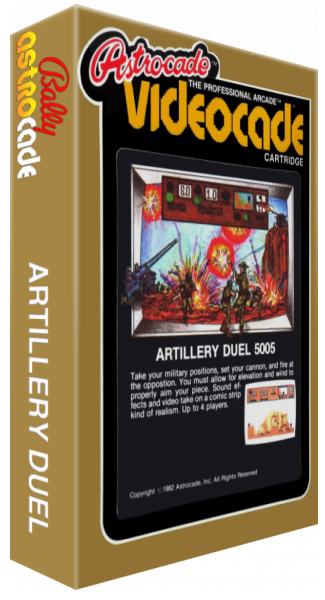 Bally
astrocade
ARTILLERY DUEL
Astrocade™
THE PROFESSIONAL ARCADE™
Videocade
CARTRIDGE
ARTILLERY DUEL 5005
Take your military positions, set your cannon, and fire at
the oppostion. You must allow for elevation and wind to
properly aim your piece. Sound ef-
fects and video take on a comic strip
kind of realism. Up to 4 players.
Copyright ©1982 Astrocade, Inc. All Rights Reserved